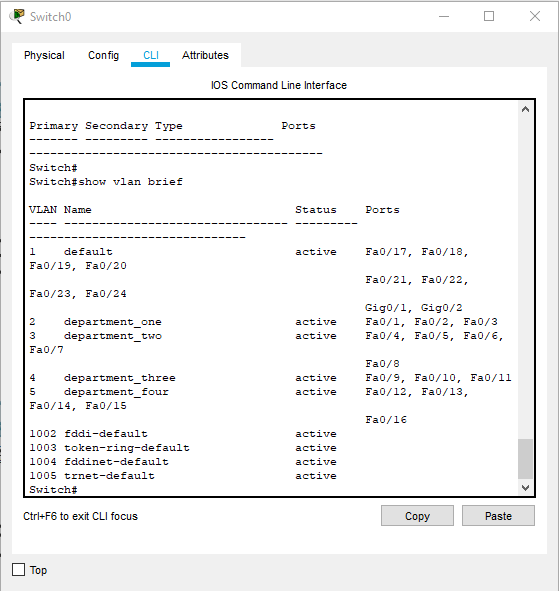 Switch0
Physical Config CLI Attributes
IOS Command Line Interface
Primary Secondary Type Ports
------- --------- ----------------- ------------------------------------------
Switch#
Switch#show vlan brief
VLAN Name Status Ports
---- -------------------------------- --------- -------------------------------
1 default active Fa0/17, Fa0/18,
Fa0/19, Fa0/20
Fa0/21, Fa0/22,
Fa0/23, Fa0/24
Gig0/1, Gig0/2
2 department_one active Fa0/1, Fa0/2, Fa0/3
3 department_two active Fa0/4, Fa0/5, Fa0/6,
Fa0/7
Fa0/8
4 department_three active Fa0/9, Fa0/10, Fa0/11
5 department_four active Fa0/12, Fa0/13,
Fa0/14, Fa0/15
Fa0/16
1002 fddi-default active
1003 token-ring-default active
1004 fddinet-default active
1005 trnet-default active
Switch#
Ctrl+F6 to exit CLI focus
Copy Paste
Top